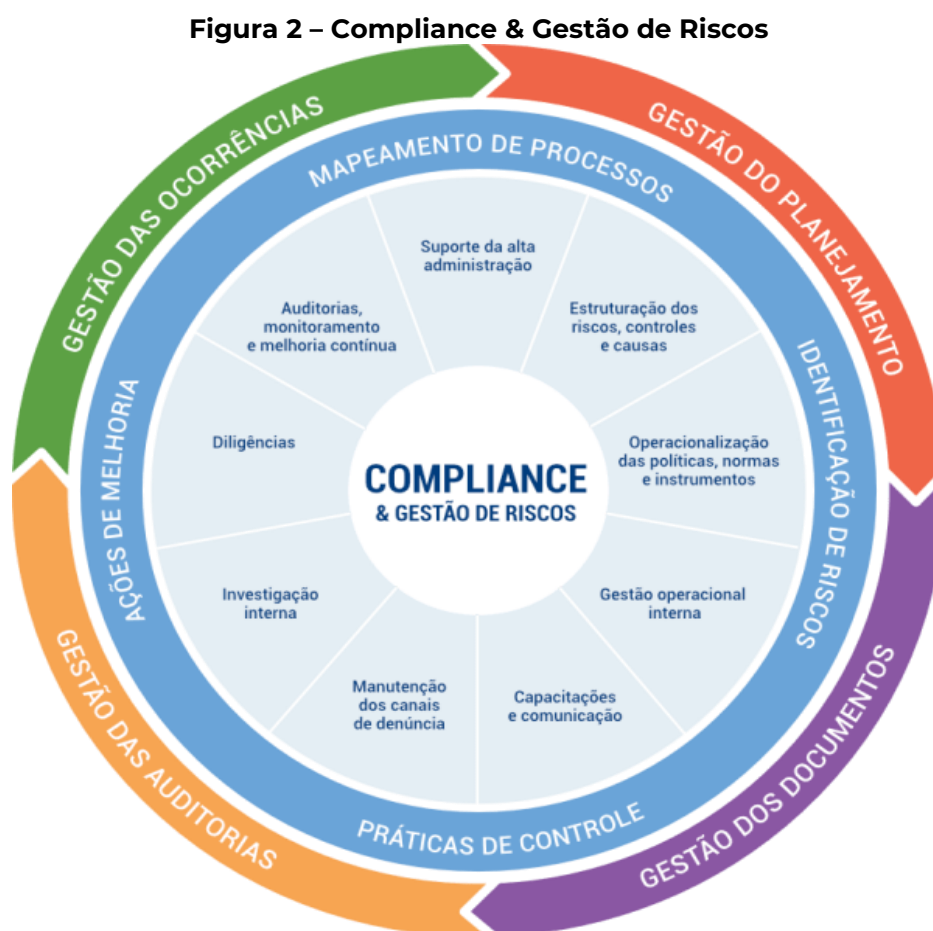 Figura 2 – Compliance & Gestão de Riscos
GESTÃO DAS OCORRÊNCIAS
GESTÃO DO PLANEJAMENTO
GESTÃO DOS DOCUMENTOS
GESTÃO DAS AUDITORIAS
MAPEAMENTO DE PROCESSOS
IDENTIFICAÇÃO DE RISCOS
PRÁTICAS DE CONTROLE
AÇÕES DE MELHORIA
Suporte da alta
administração
Estruturação dos
riscos, controles
e causas
Operacionalização
das políticas, normas
e instrumentos
Gestão operacional
interna
Capacitações
e comunicação
Manutenção
dos canais
de denúncia
Investigação
interna
Diligências
Auditorias,
monitoramento
e melhoria contínua
COMPLIANCE
& GESTÃO DE RISCOS